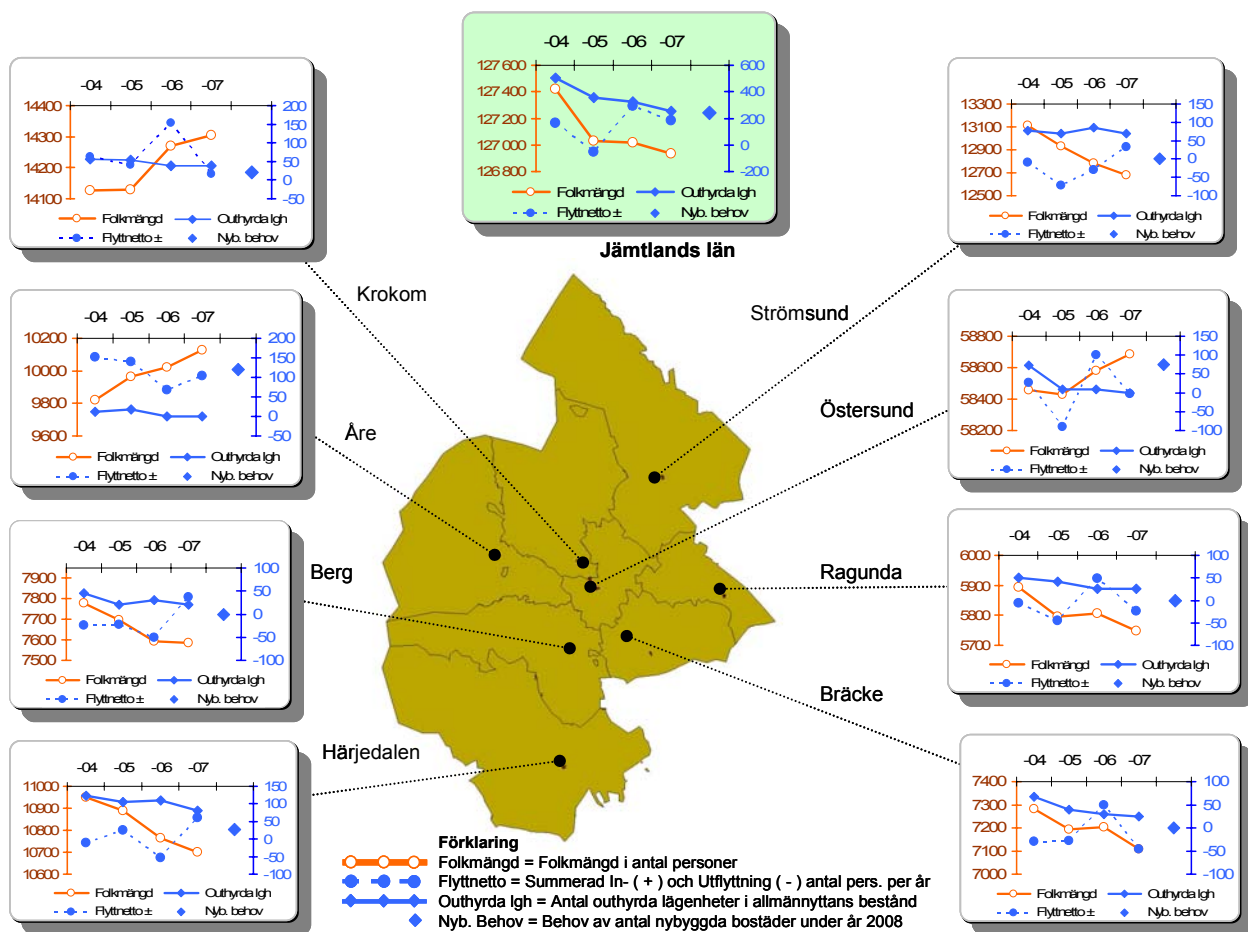 -04 -05 -06 -07
14400
14300
14200
14100
200
150
100
50
0
-50
Folkmängd Outhyrda lgh
Flyttnetto ± Nyb. behov
-04 -05 -06 -07
127 600
127 400
127 200
127 000
126 800
600
400
200
0
-200
Folkmängd Outhyrda lgh
Flyttnetto ± Nyb. behov
Jämtlands län
-04 -05 -06 -07
13300
13100
12900
12700
12500
150
100
50
0
-50
-100
Folkmängd Outhyrda lgh
Flyttnetto ± Nyb. behov
Krokom
Strömsund
-04 -05 -06 -07
10200
10000
9800
9600
200
150
100
50
0
-50
Folkmängd Outhyrda lgh
Flyttnetto ± Nyb. behov
Åre
Östersund
-04 -05 -06 -07
58800
58600
58400
58200
150
100
50
0
-50
-100
Folkmängd Outhyrda lgh
Flyttnetto ± Nyb. behov
-04 -05 -06 -07
7900
7800
7700
7600
7500
100
50
0
-50
-100
Folkmängd Outhyrda lgh
Flyttnetto ± Nyb. behov
Berg
Ragunda
-04 -05 -06 -07
6000
5900
5800
5700
100
50
0
-50
-100
Folkmängd Outhyrda lgh
Flyttnetto ± Nyb. behov
Bräcke
Härjedalen
-04 -05 -06 -07
11000
10900
10800
10700
10600
150
100
50
0
-50
-100
Folkmängd Outhyrda lgh
Flyttnetto ± Nyb. behov
-04 -05 -06 -07
7400
7300
7200
7100
7000
100
50
0
-50
-100
Folkmängd Outhyrda lgh
Flyttnetto ± Nyb. behov
Förklaring
Folkmängd = Folkmängd i antal personer
Flyttnetto = Summerad In- ( + ) och Utflyttning ( - ) antal pers. per år
Outhyrda lgh = Antal outhyrda lägenheter i allmännyttans bestånd
Nyb. Behov = Behov av antal nybyggda bostäder under år 2008